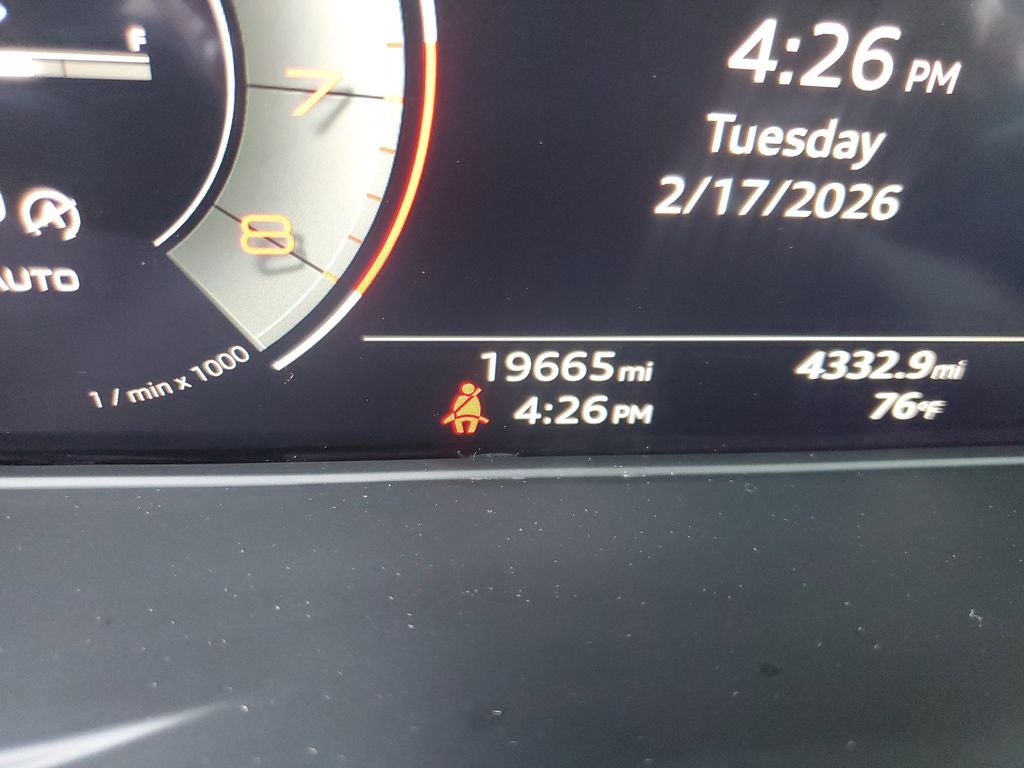 F
7
8
AUTO
1 / min x 1000
4:26 PM
Tuesday
2/17/2026
19665 mi
4332.9 mi
4:26 PM
76°F